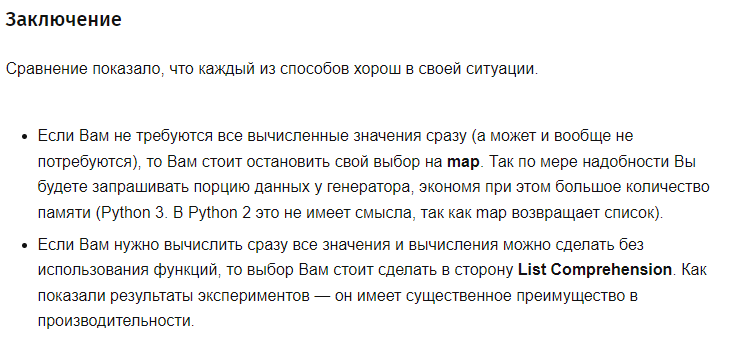 Заключение
Сравнение показало, что каждый из способов хорош в своей ситуации.
• Если Вам не требуются все вычисленные значения сразу (а может и вообще не
потребуются), то Вам стоит остановить свой выбор на map. Так по мере надобности Вы
будете запрашивать порцию данных у генератора, экономя при этом большое количество
памяти (Python 3. В Python 2 это не имеет смысла, так как map возвращает список).
• Если Вам нужно вычислить сразу все значения и вычисления можно сделать без
использования функций, то выбор Вам стоит сделать в сторону List Comprehension. Как
показали результаты экспериментов — он имеет существенное преимущество в
производительности.